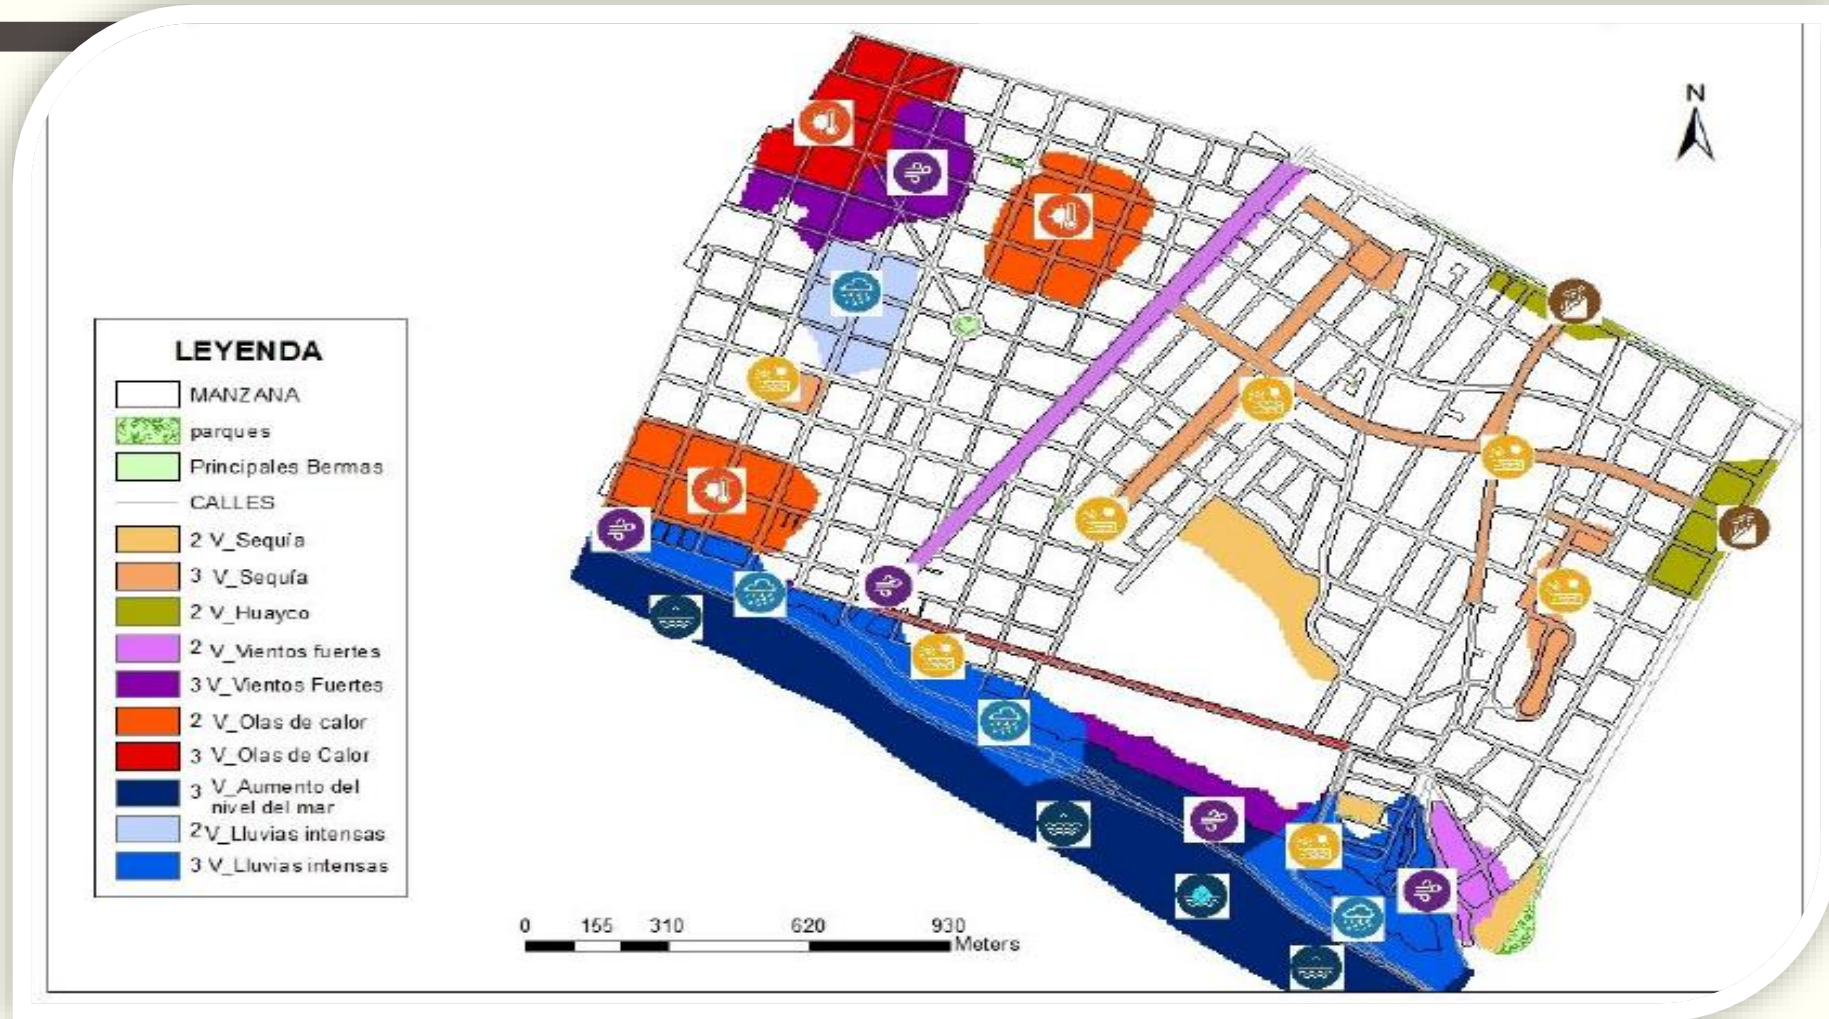 N
LEYENDA
MANZANA
parques
Principales Bermas
CALLES
2 V_Sequía
3 V_Sequía
2 V_Huayco
2 V_Vientos fuertes
3 V_Vientos Fuertes
2 V_Olas de calor
3 V_Olas de Calor
3 V_Aumento del
nivel del mar
2 V_Lluvias intensas
3 V_Lluvias intensas
0 155 310 620 930
Meters